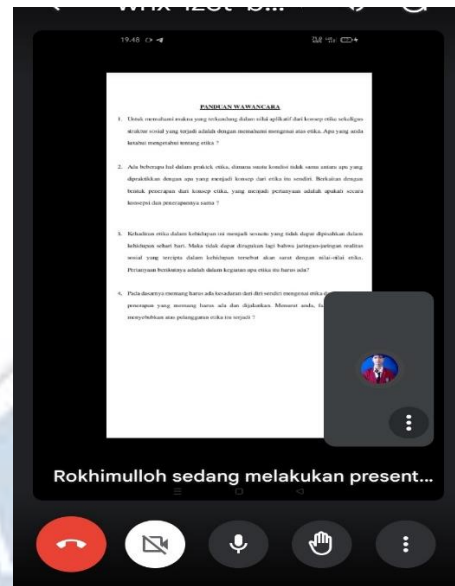 19.48
PANDUAN WAWANCARA
1. Untuk memahami makna yang terkandung dalam nilai aplikatif dari konsep etika sekaligus
struktur sosial yang terjadi adalah dengan memahami mengenai atas etika. Apa yang anda
ketahui mengetahui tentang etika ?
2. Ada beberapa hal dalam praktek etika, dimana suatu kondisi tidak sama antara apa yang
dipraktikkan dengan apa yang menjadi konsep dari etika itu sendiri. Berkaitan dengan
bentuk penerapan dari konsep etika, yang menjadi pertanyaan adalah apakah secara
konsepsi dan penerapannya sama ?
3. Kehadiran etika dalam kehidupan ini menjadi sesuatu yang tidak dapat dipisahkan dalam
kehidupan sehari hari. Maka tidak dapat diragukan lagi bahwa jaringan-jaringan realitas
sosial yang tercipta dalam kehidupan tersebut akan sarat dengan nilai-nilai etika.
Pertanyaan berikutnya adalah dalam kegiatan apa etika itu harus ada?
4. Pada dasarnya memang harus ada kesadaran dari diri sendiri mengenai etika
penerapan yang memang harus ada dan dijalankan. Menurut anda,
menyebabkan atas pelanggaran etika itu terjadi ?
Rokhimulloh sedang melakukan present...